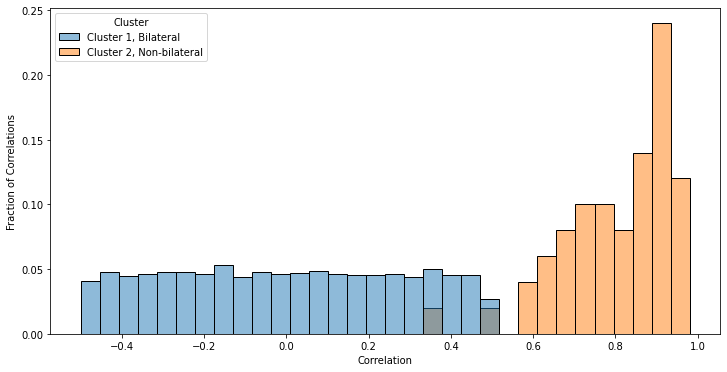 Cluster
Cluster 1, Bilateral
Cluster 2, Non-bilateral
Fraction of Correlations
0.25
0.20
0.15
0.10
0.05
0.00
−0.4
−0.2
0.0
0.2
0.4
0.6
0.8
1.0
Correlation